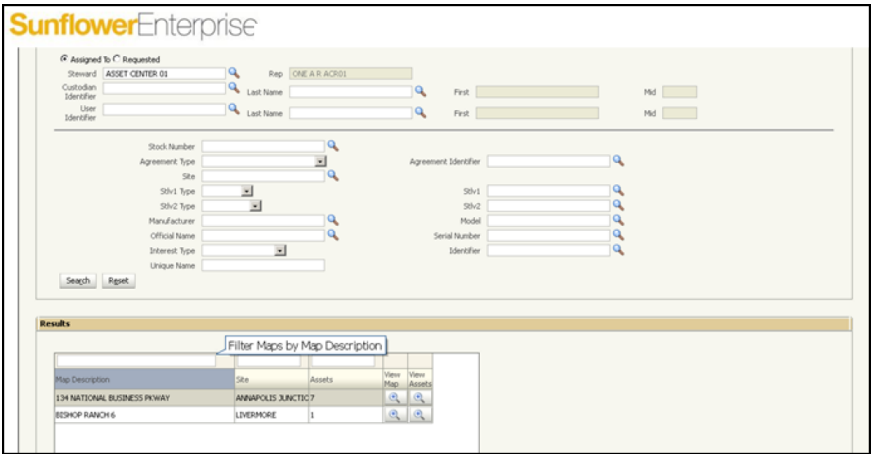 SunflowerEnterprise
Assigned To Requested
Steward ASSET CENTER 01 Rep ONE A R ACR01
Custodian Identifier Last Name First Mid
User Identifier Last Name First Mid
Stock Number
Agreement Type Agreement Identifier
Site
Stlv1 Type Stlv1
Stlv2 Type Stlv2
Manufacturer Model
Official Name Serial Number
Interest Type Identifier
Unique Name
Search Reset
Results
Filter Maps by Map Description
Map Description Site Assets View Map View Assets
134 NATIONAL BUSINESS PKWAY ANNAPOLIS JUNCTIC 7
BISHOP RANCH 6 LIVERMORE 1